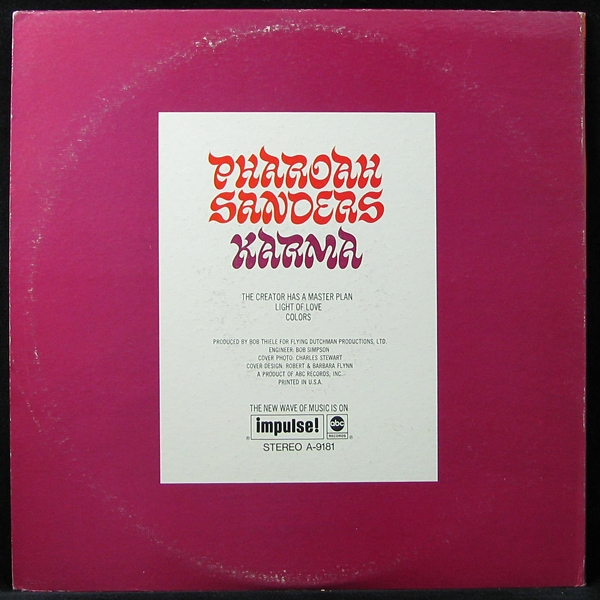 PHAROAH
SANDERS
KARMA
THE CREATOR HAS A MASTER PLAN
LIGHT OF LOVE
COLORS
PRODUCED BY BOB THIELE FOR FLYING DUTCHMAN PRODUCTIONS, LTD.
ENGINEER: BOB SIMPSON
COVER PHOTO: CHARLES STEWART
COVER DESIGN: ROBERT & BARBARA FLYNN
A PRODUCT OF ABC RECORDS, INC.
PRINTED IN U.S.A.
THE NEW WAVE OF MUSIC IS ON
® impulse! abc RECORDS ®
STEREO A-9181